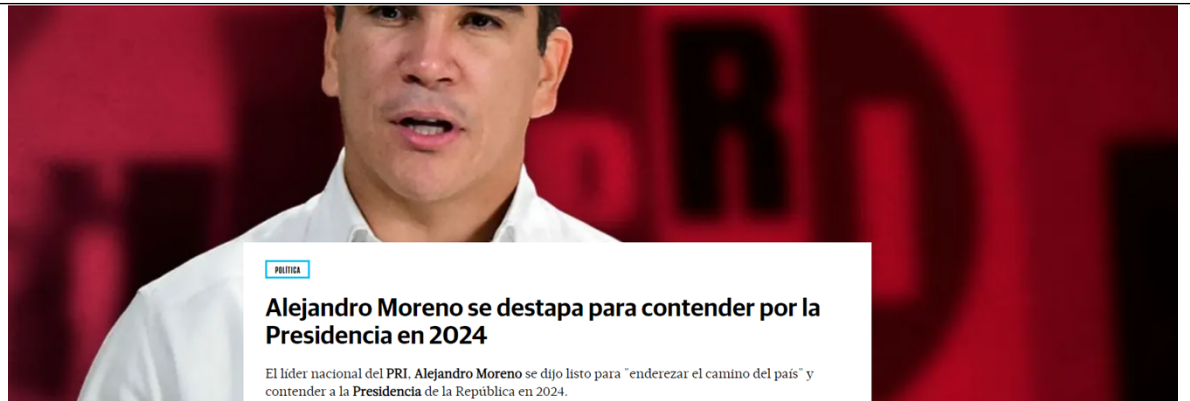 PRI
POLÍTICA
Alejandro Moreno se destapa para contender por la
Presidencia en 2024
El líder nacional del PRI, Alejandro Moreno se dijo listo para "enderezar el camino del país" y
contender a la Presidencia de la República en 2024.